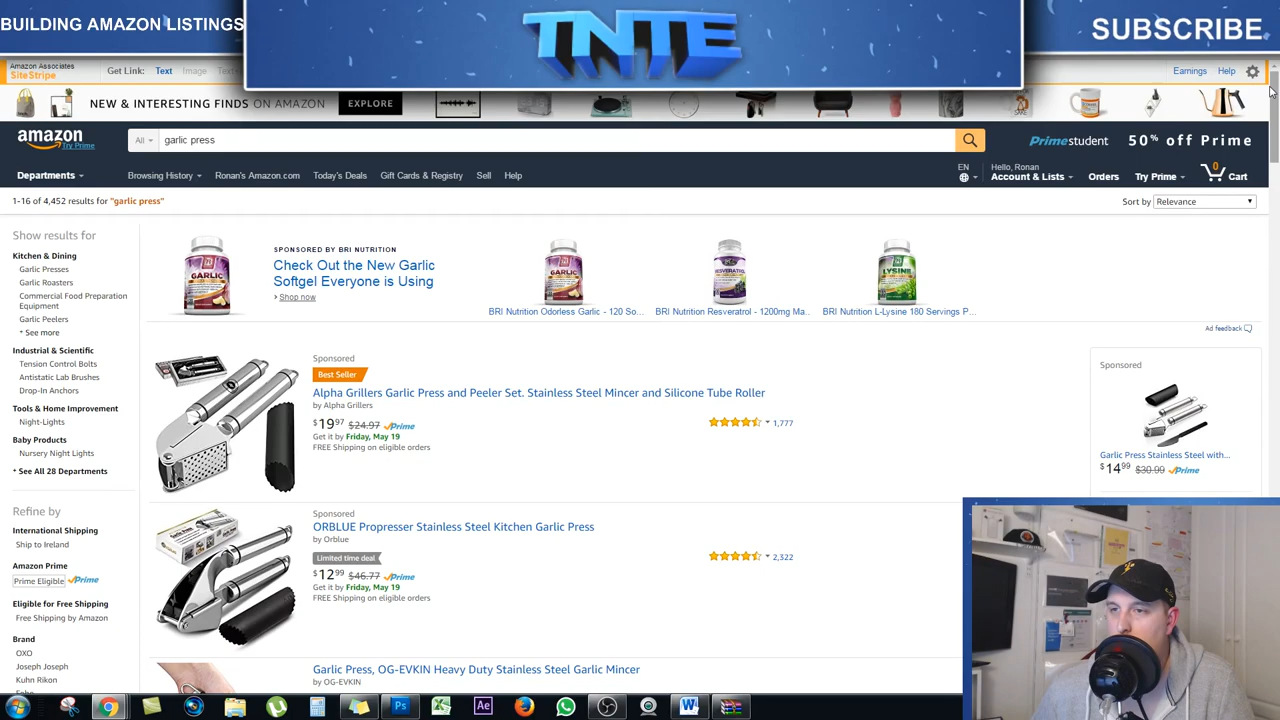 BUILDING AMAZON LISTINGS
TNTE
SUBSCRIBE
Amazon Associates
SiteStripe
Get Link: Text Image Text+
Earnings Help
NEW & INTERESTING FINDS ON AMAZON EXPLORE
amazon
Try Prime
All
garlic press
Primestudent 50% off Prime
Departments
Browsing History Ronan's Amazon.com Today's Deals Gift Cards & Registry Sell Help
EN
Hello, Ronan
Account & Lists
Orders
Try Prime
0
Cart
1-16 of 4,452 results for "garlic press"
Sort by Relevance
Show results for
Kitchen & Dining
Garlic Presses
Garlic Roasters
Commercial Food Preparation
Equipment
Garlic Peelers
+ See more
Industrial & Scientific
Tension Control Bolts
Antistatic Lab Brushes
Drop-In Anchors
Tools & Home Improvement
Night-Lights
Baby Products
Nursery Night Lights
+ See All 28 Departments
Refine by
International Shipping
Ship to Ireland
Amazon Prime
Prime Eligible Prime
Eligible for Free Shipping
Free Shipping by Amazon
Brand
OXO
Joseph Joseph
Kuhn Rikon
GARLIC
SPONSORED BY BRI NUTRITION
Check Out the New Garlic
Softgel Everyone is Using
› Shop now
GARLIC
BRI Nutrition Odorless Garlic - 120 So...
RESVERATROL
BRI Nutrition Resveratrol - 1200mg Ma..
LYSINE
BRI Nutrition L-Lysine 180 Servings P...
Ad feedback
Sponsored
Best Seller
Alpha Grillers Garlic Press and Peeler Set. Stainless Steel Mincer and Silicone Tube Roller
by Alpha Grillers
$19 97 $24.97 Prime
Get it by Friday, May 19
FREE Shipping on eligible orders
1,777
Sponsored
ORBLUE Propresser Stainless Steel Kitchen Garlic Press
by Orblue
Limited time deal
$12 99 $46.77 Prime
Get it by Friday, May 19
FREE Shipping on eligible orders
2,322
Garlic Press, OG-EVKIN Heavy Duty Stainless Steel Garlic Mincer
by OG-EVKIN
Sponsored
Garlic Press Stainless Steel with...
$14 99 $30.99 Prime
Ps
Ae
W